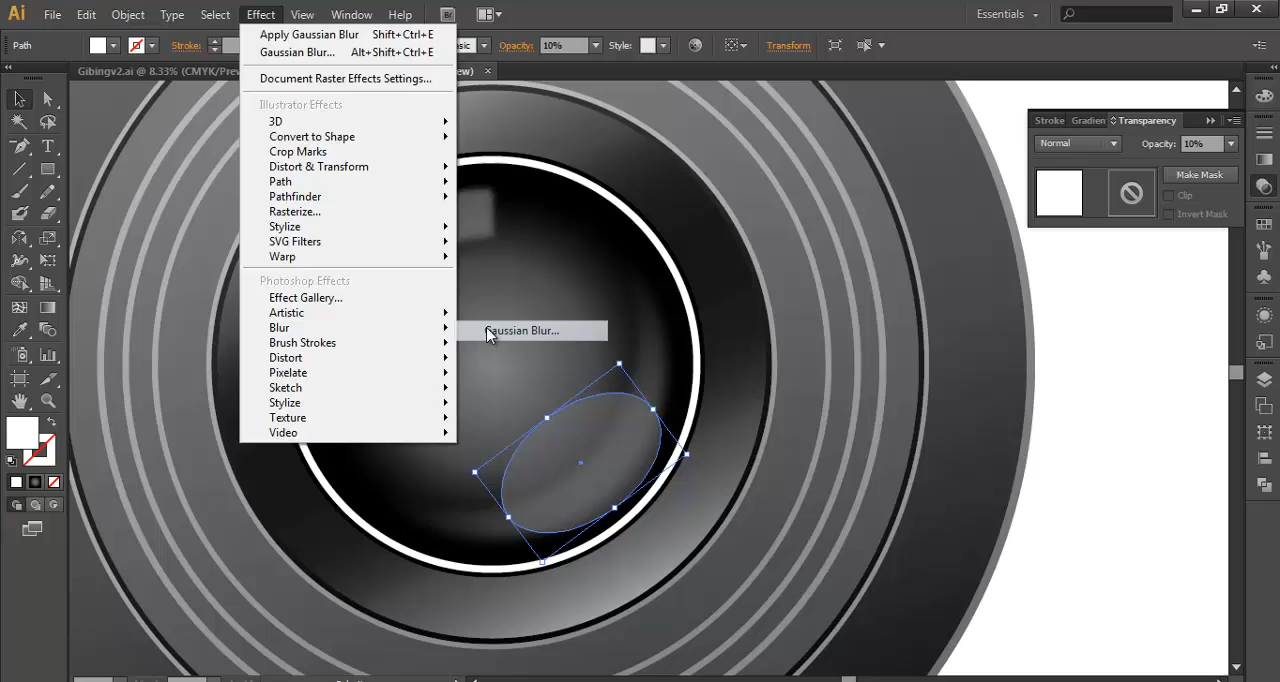 Ai File Edit Object Type Select Effect View Window Help Br Essentials
Path Stroke: Opacity: 10% Style: Transform
Gibingv2.ai @ 8.33% (CMYK/Pre
Apply Gaussian Blur Shift+Ctrl+E
Gaussian Blur... Alt+Shift+Ctrl+E
Document Raster Effects Settings...
Illustrator Effects
3D
Convert to Shape
Crop Marks
Distort & Transform
Path
Pathfinder
Rasterize...
Stylize
SVG Filters
Warp
Photoshop Effects
Effect Gallery...
Artistic
Blur
Brush Strokes
Distort
Pixelate
Sketch
Stylize
Texture
Video
Gaussian Blur...
Stroke Gradien Transparency
Normal Opacity: 10%
Make Mask
Clip
Invert Mask